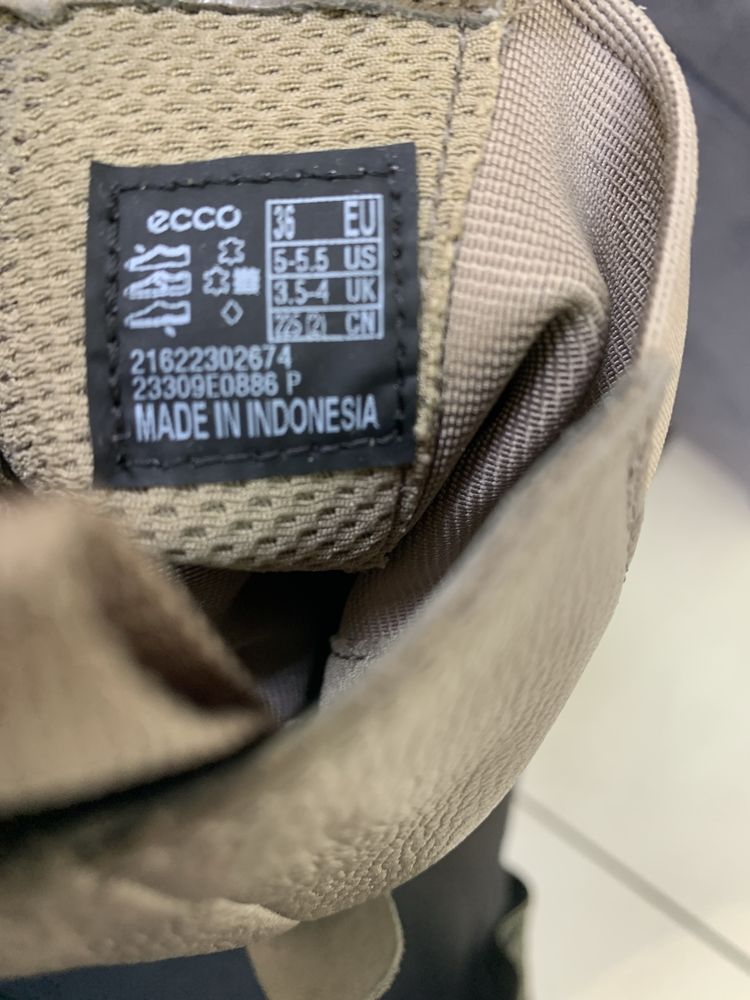 ecco
36 EU
5-5.5 US
3.5-4 UK
225 (2) CN
21622302674
23309E0886 P
MADE IN INDONESIA